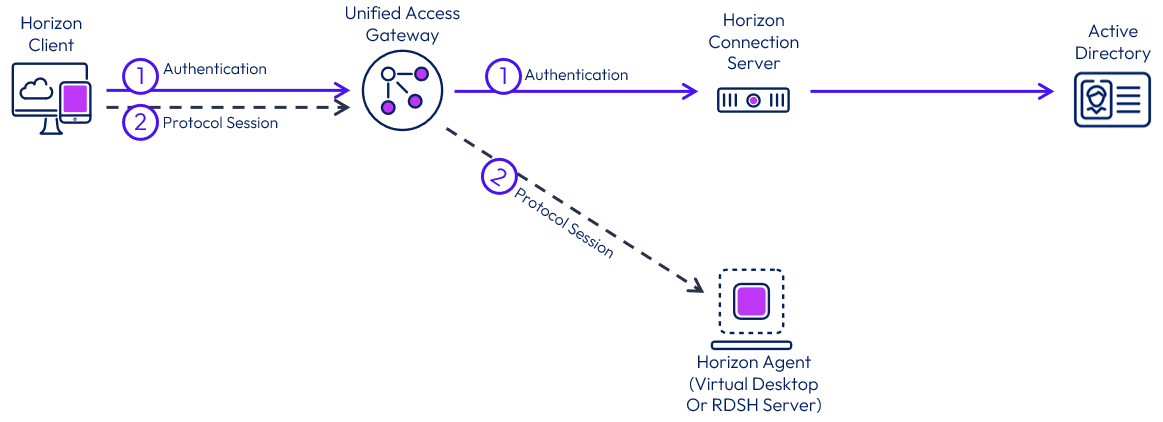 Horizon
Client
Unified Access
Gateway
Horizon
Connection
Server
Active
Directory
1
Authentication
1
Authentication
2
Protocol Session
2
Protocol Session
Horizon Agent
(Virtual Desktop
Or RDSH Server)